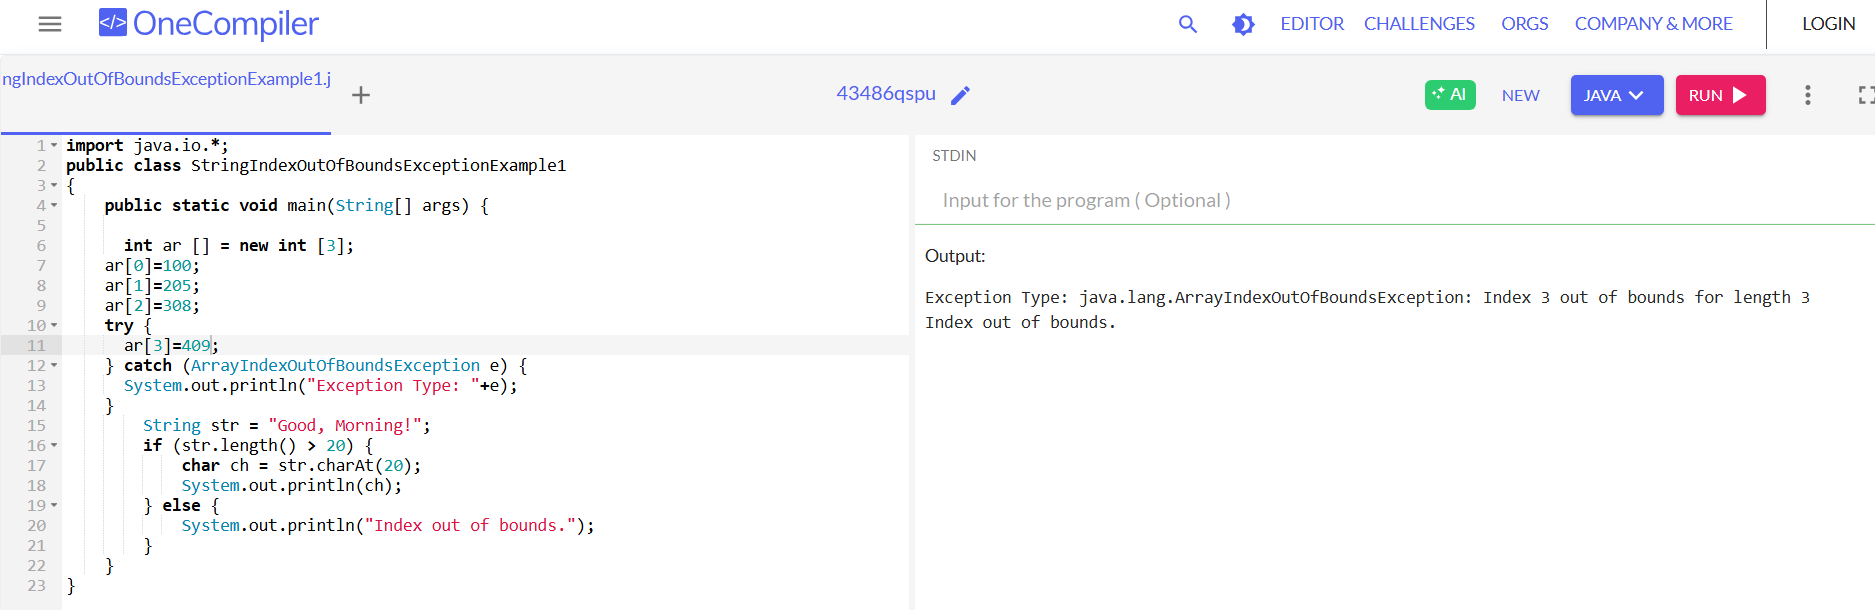 </> OneCompiler
EDITOR CHALLENGES ORGS COMPANY & MORE LOGIN
ngIndexOutOfBoundsExceptionExample1.j
43486qspu
AI NEW JAVA RUN
1 import java.io.*;
2 public class StringIndexOutOfBoundsExceptionExample1
3 {
4 public static void main(String[] args) {
5
6 int ar [] = new int [3];
7 ar[0]=100;
8 ar[1]=205;
9 ar[2]=308;
10 try {
11 ar[3]=409;
12 } catch (ArrayIndexOutOfBoundsException e) {
13 System.out.println("Exception Type: "+e);
14 }
15 String str = "Good, Morning!";
16 if (str.length() > 20) {
17 char ch = str.charAt(20);
18 System.out.println(ch);
19 } else {
20 System.out.println("Index out of bounds.");
21 }
22 }
23 }
STDIN
Input for the program ( Optional )
Output:
Exception Type: java.lang.ArrayIndexOutOfBoundsException: Index 3 out of bounds for length 3
Index out of bounds.